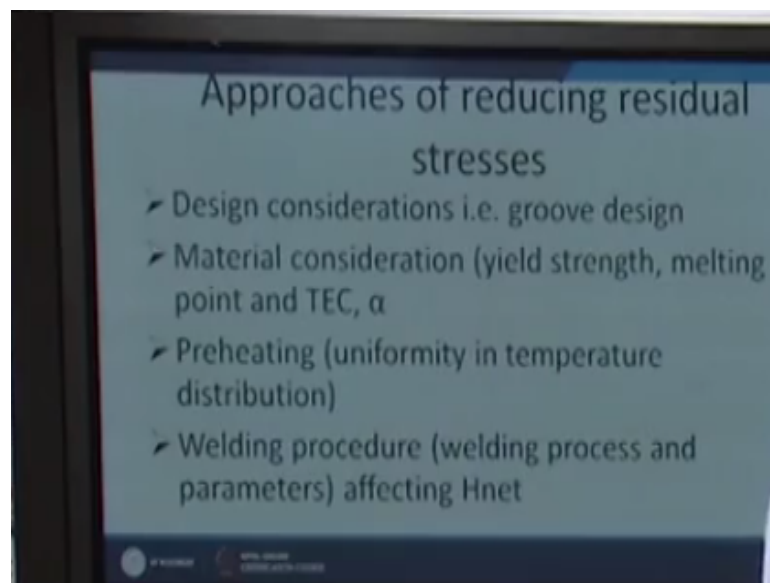 Approaches of reducing residual
stresses
➤ Design considerations i.e. groove design
➤ Material consideration (yield strength, melting
point and TEC, α
➤ Preheating (uniformity in temperature
distribution)
➤ Welding procedure (welding process and
parameters) affecting Hnet